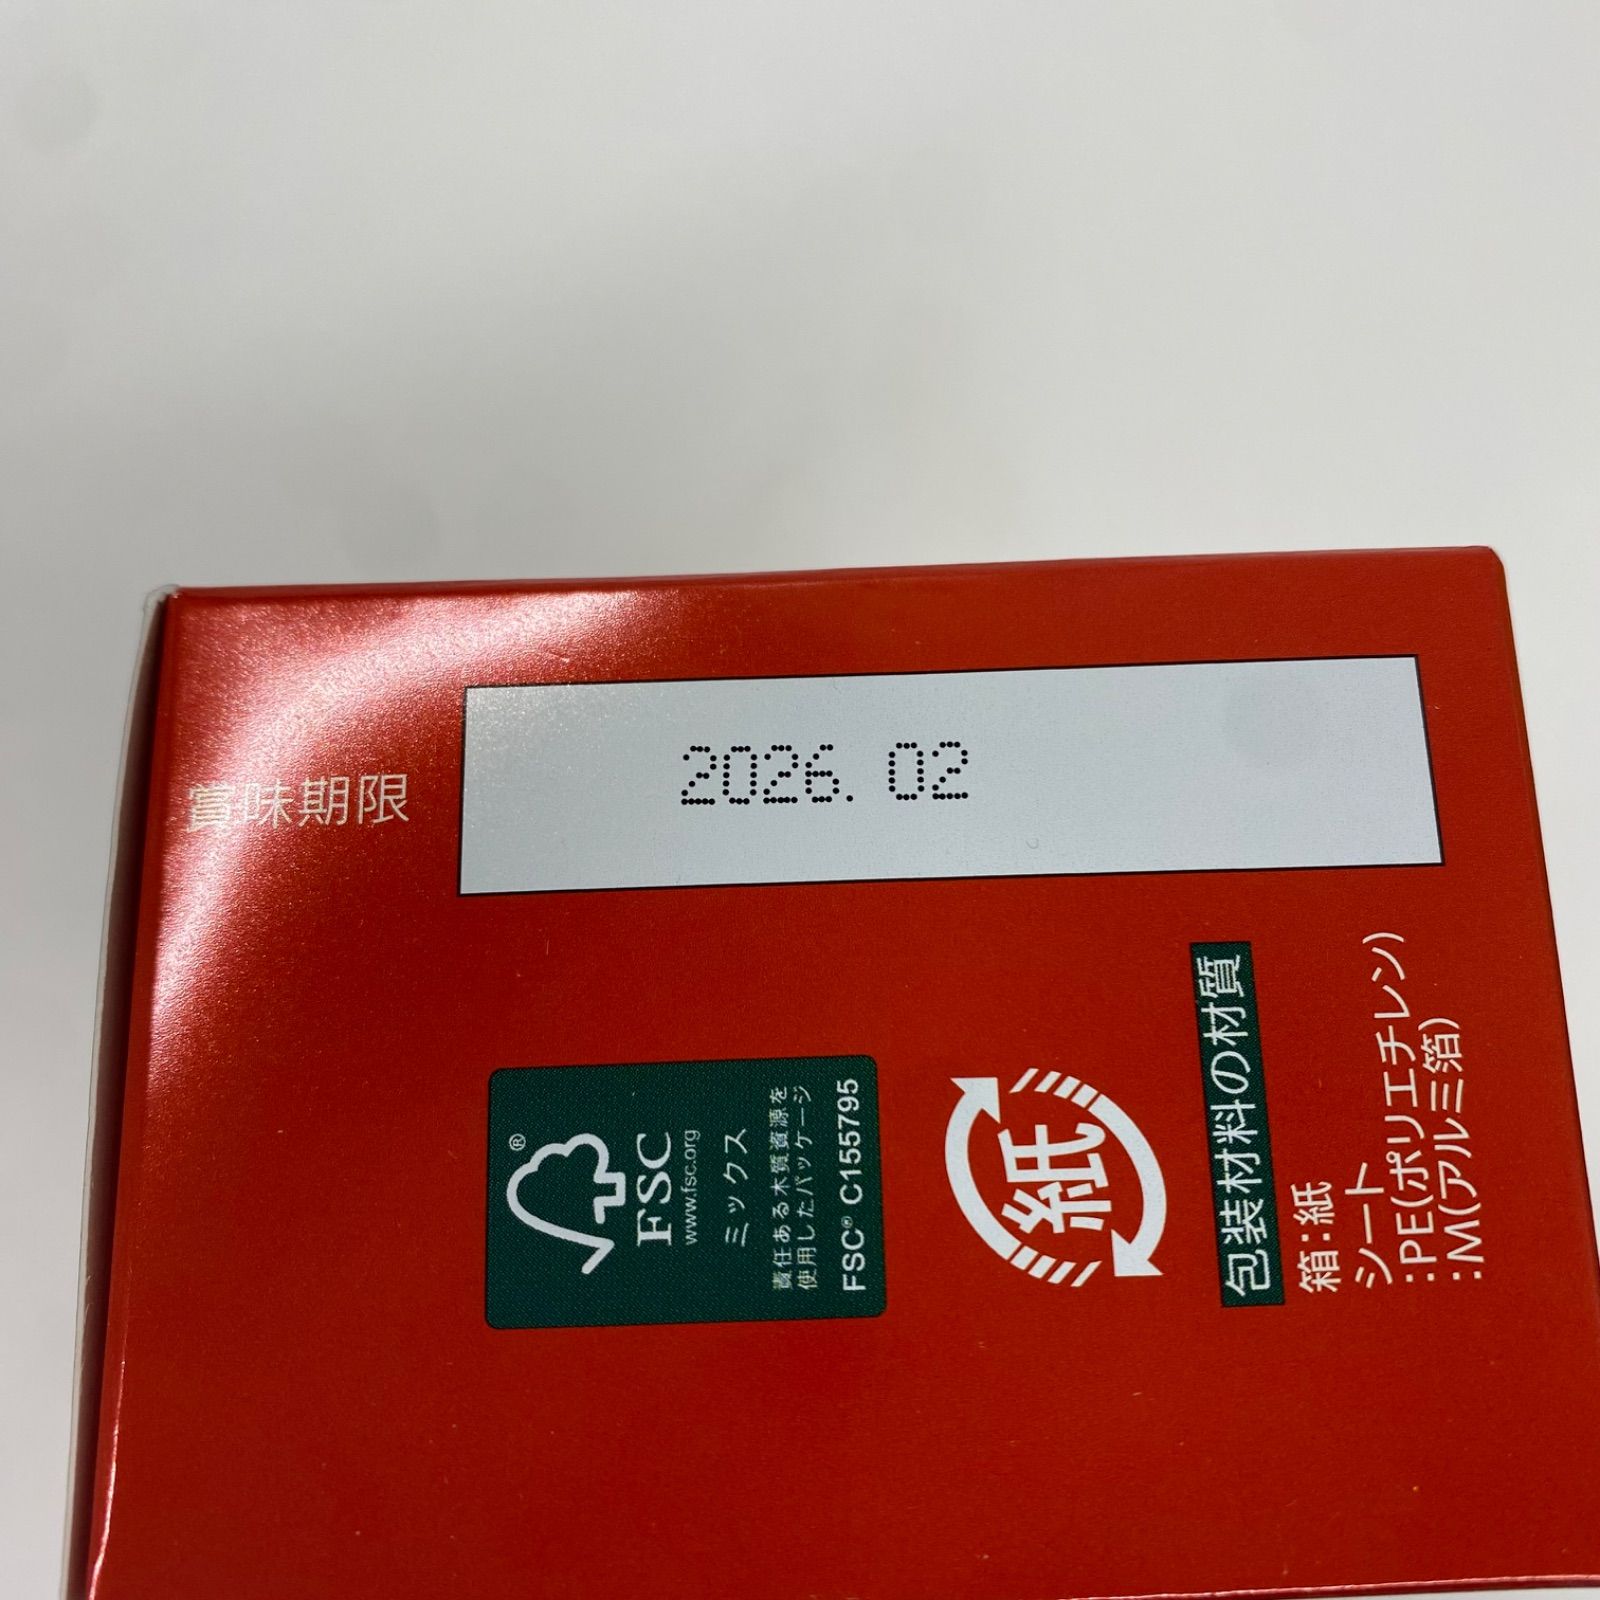 賞味期限
2026. 02
®
FSC
www.fsc.org
ミックス
責任ある木質資源を
使用したパッケージ
FSC® C155795
紙
包装材料の材質
箱:紙
シート
:PE(ポリエチレン)
:M(アルミ箔)